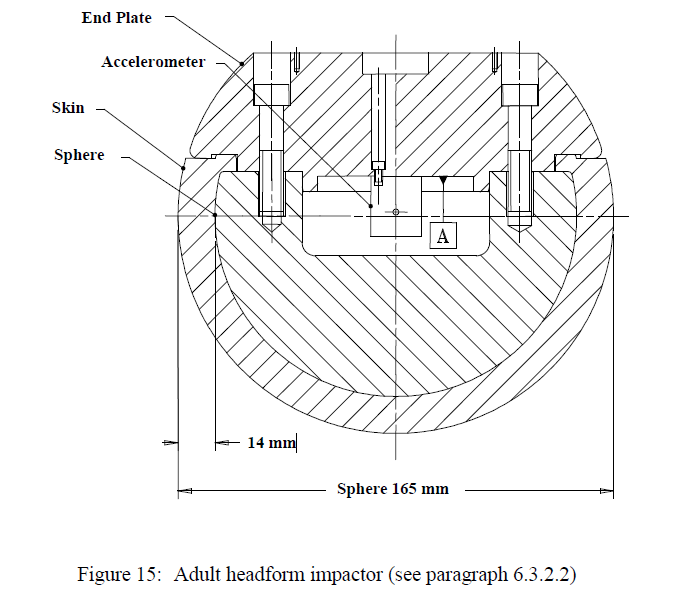 End Plate
Accelerometer
Skin
Sphere
A
14 mm
Sphere 165 mm
Figure 15: Adult headform impactor (see paragraph 6.3.2.2)